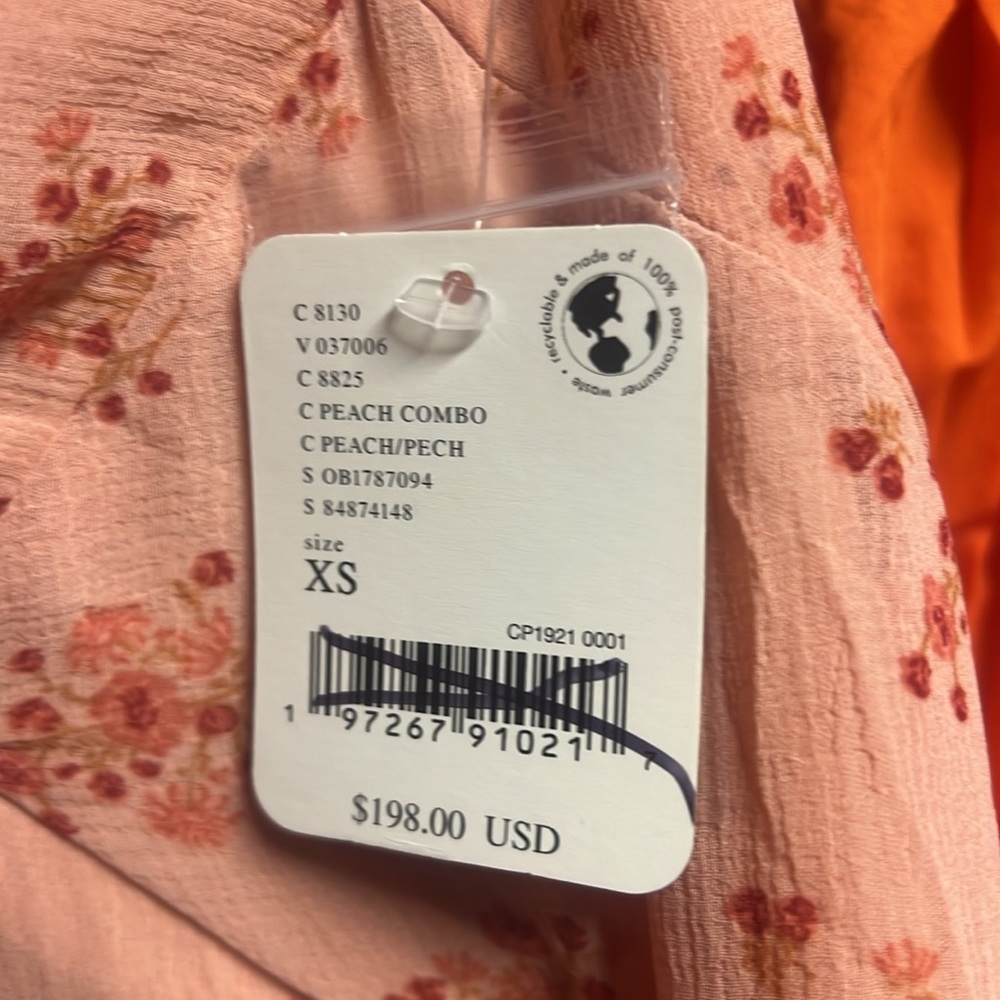 C 8130
V 037006
C 8825
C PEACH COMBO
C PEACH/PECH
S OB1787094
S 84874148
size
XS
recyclable & made of 100% post-consumer waste •
CP1921 0001
1 97267 91021 7
$198.00 USD